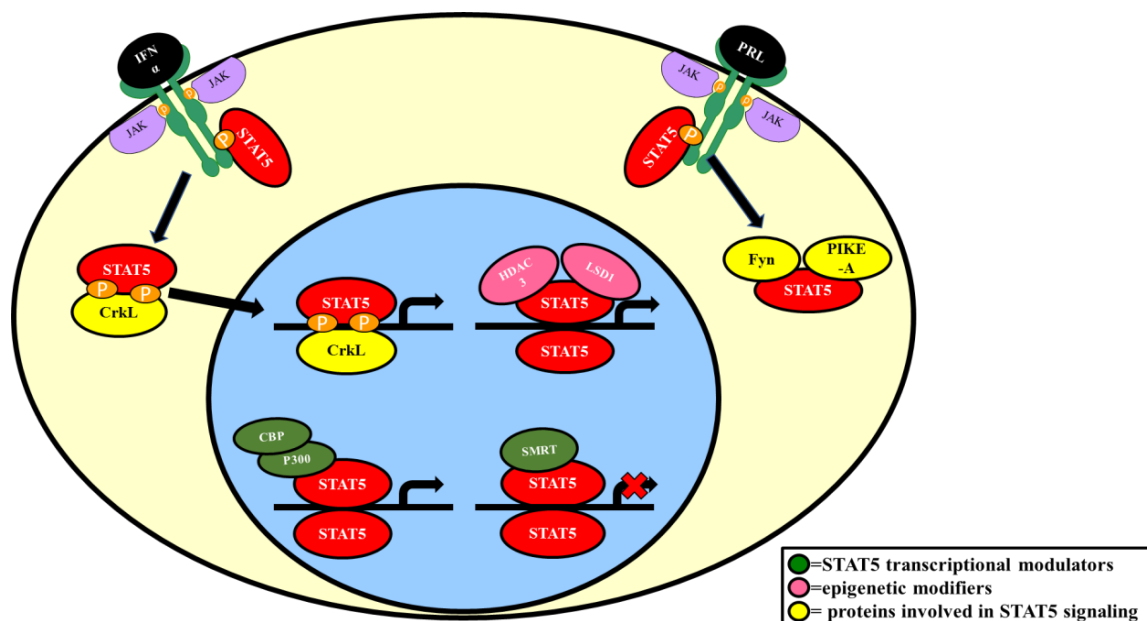 IFN
α
JAK
JAK
P
P
P
STAT5
PRL
JAK
JAK
P
P
P
STAT5
STAT5
P
P
CrkL
Fyn
PIKE
-A
STAT5
STAT5
P
P
CrkL
HDAC
3
LSD1
STAT5
STAT5
CBP
P300
STAT5
STAT5
SMRT
STAT5
STAT5
=STAT5 transcriptional modulators
=epigenetic modifiers
= proteins involved in STAT5 signaling